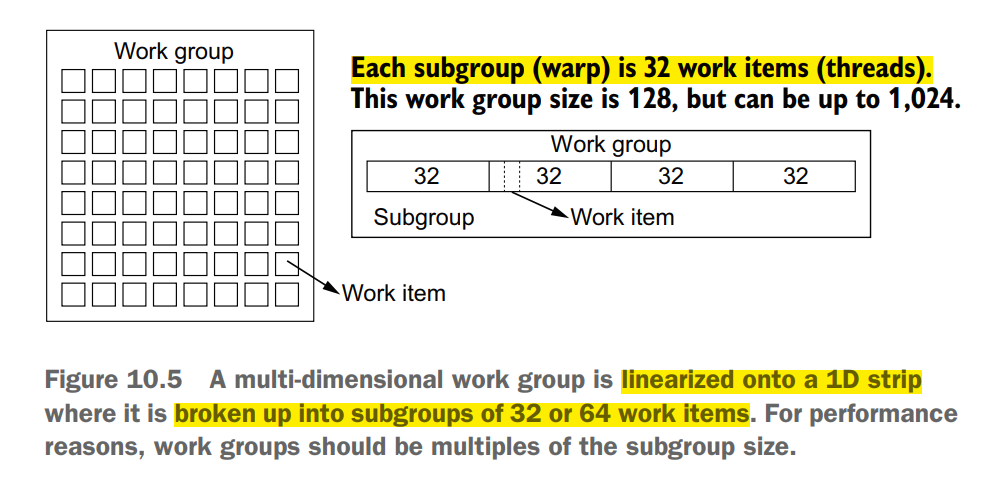 Work group
Each subgroup (warp) is 32 work items (threads).
This work group size is 128, but can be up to 1,024.
Work group
32 32 32 32
Subgroup
Work item
Work item
Figure 10.5 A multi-dimensional work group is linearized onto a 1D strip
where it is broken up into subgroups of 32 or 64 work items. For performance
reasons, work groups should be multiples of the subgroup size.